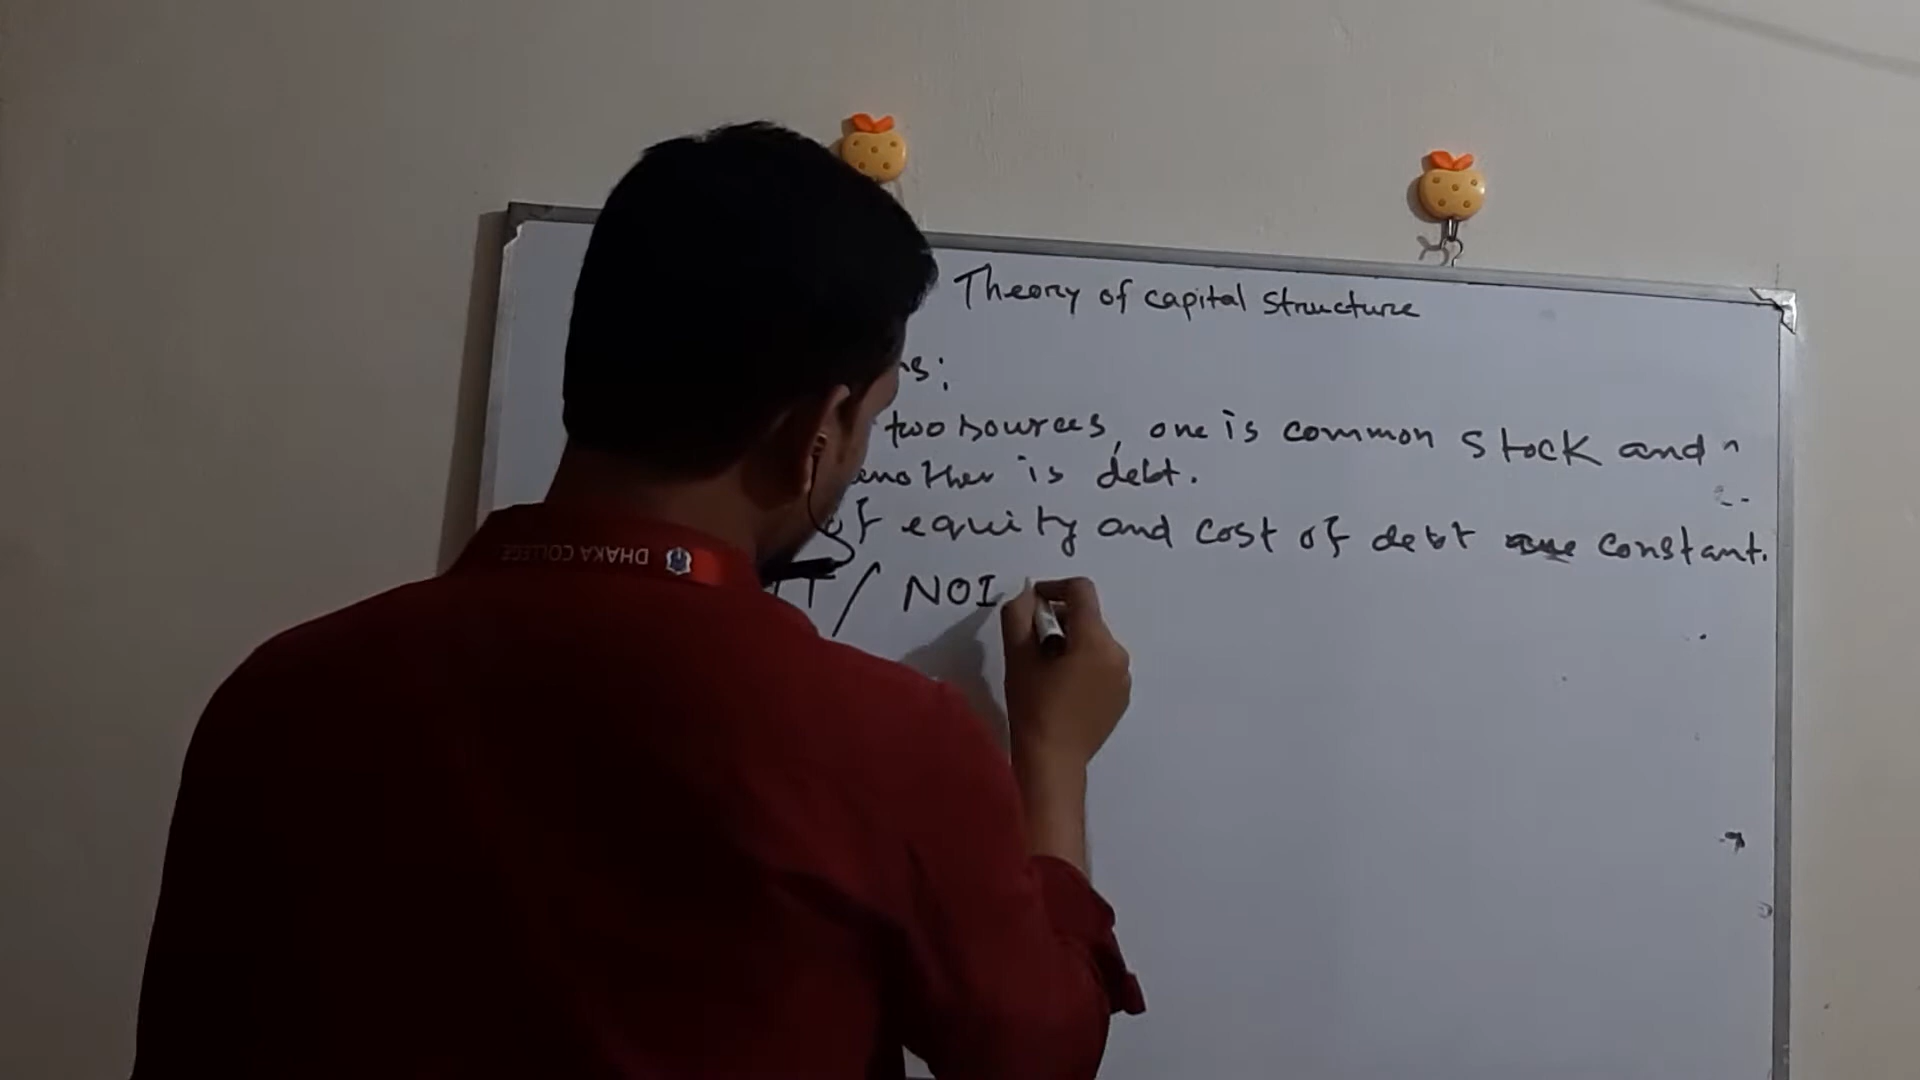 Theory of capital structure
two sources, one is common stock and
another is debt.
of equity and cost of debt are constant.
/ NOI
DHAKA COLLEGE